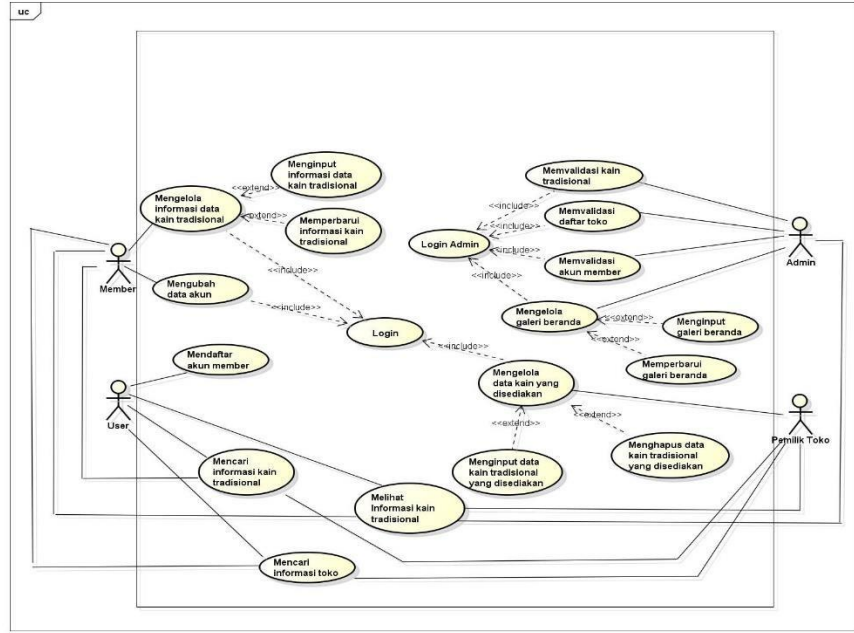 uc
Menginput
informasi data
kain tradisional
<<extend>>
Mengelola
informasi data
kain tradisional
<<extend>>
Memperbarui
informasi kain
tradisional
Member
Mengubah
data akun
<<include>>
<<include>>
Login
Memvalidasi kain
tradisional
<<include>>
Memvalidasi
daftar toko
<<include>>
Login Admin
<<include>>
Memvalidasi
akun member
Admin
<<include>>
Mengelola
galeri beranda
<<extend>>
Menginput
galeri beranda
<<extend>>
Memperbarui
galeri beranda
<<include>>
Mengelola
data kain yang
disediakan
Mendaftar
akun member
User
<<extend>>
<<extend>>
Pemilik Toko
Menginput data
kain tradisional
yang disediakan
Menghapus data
kain tradisional
yang disediakan
Mencari
informasi kain
tradisional
Melihat
Informasi kain
tradisional
Mencari
Informasi toko